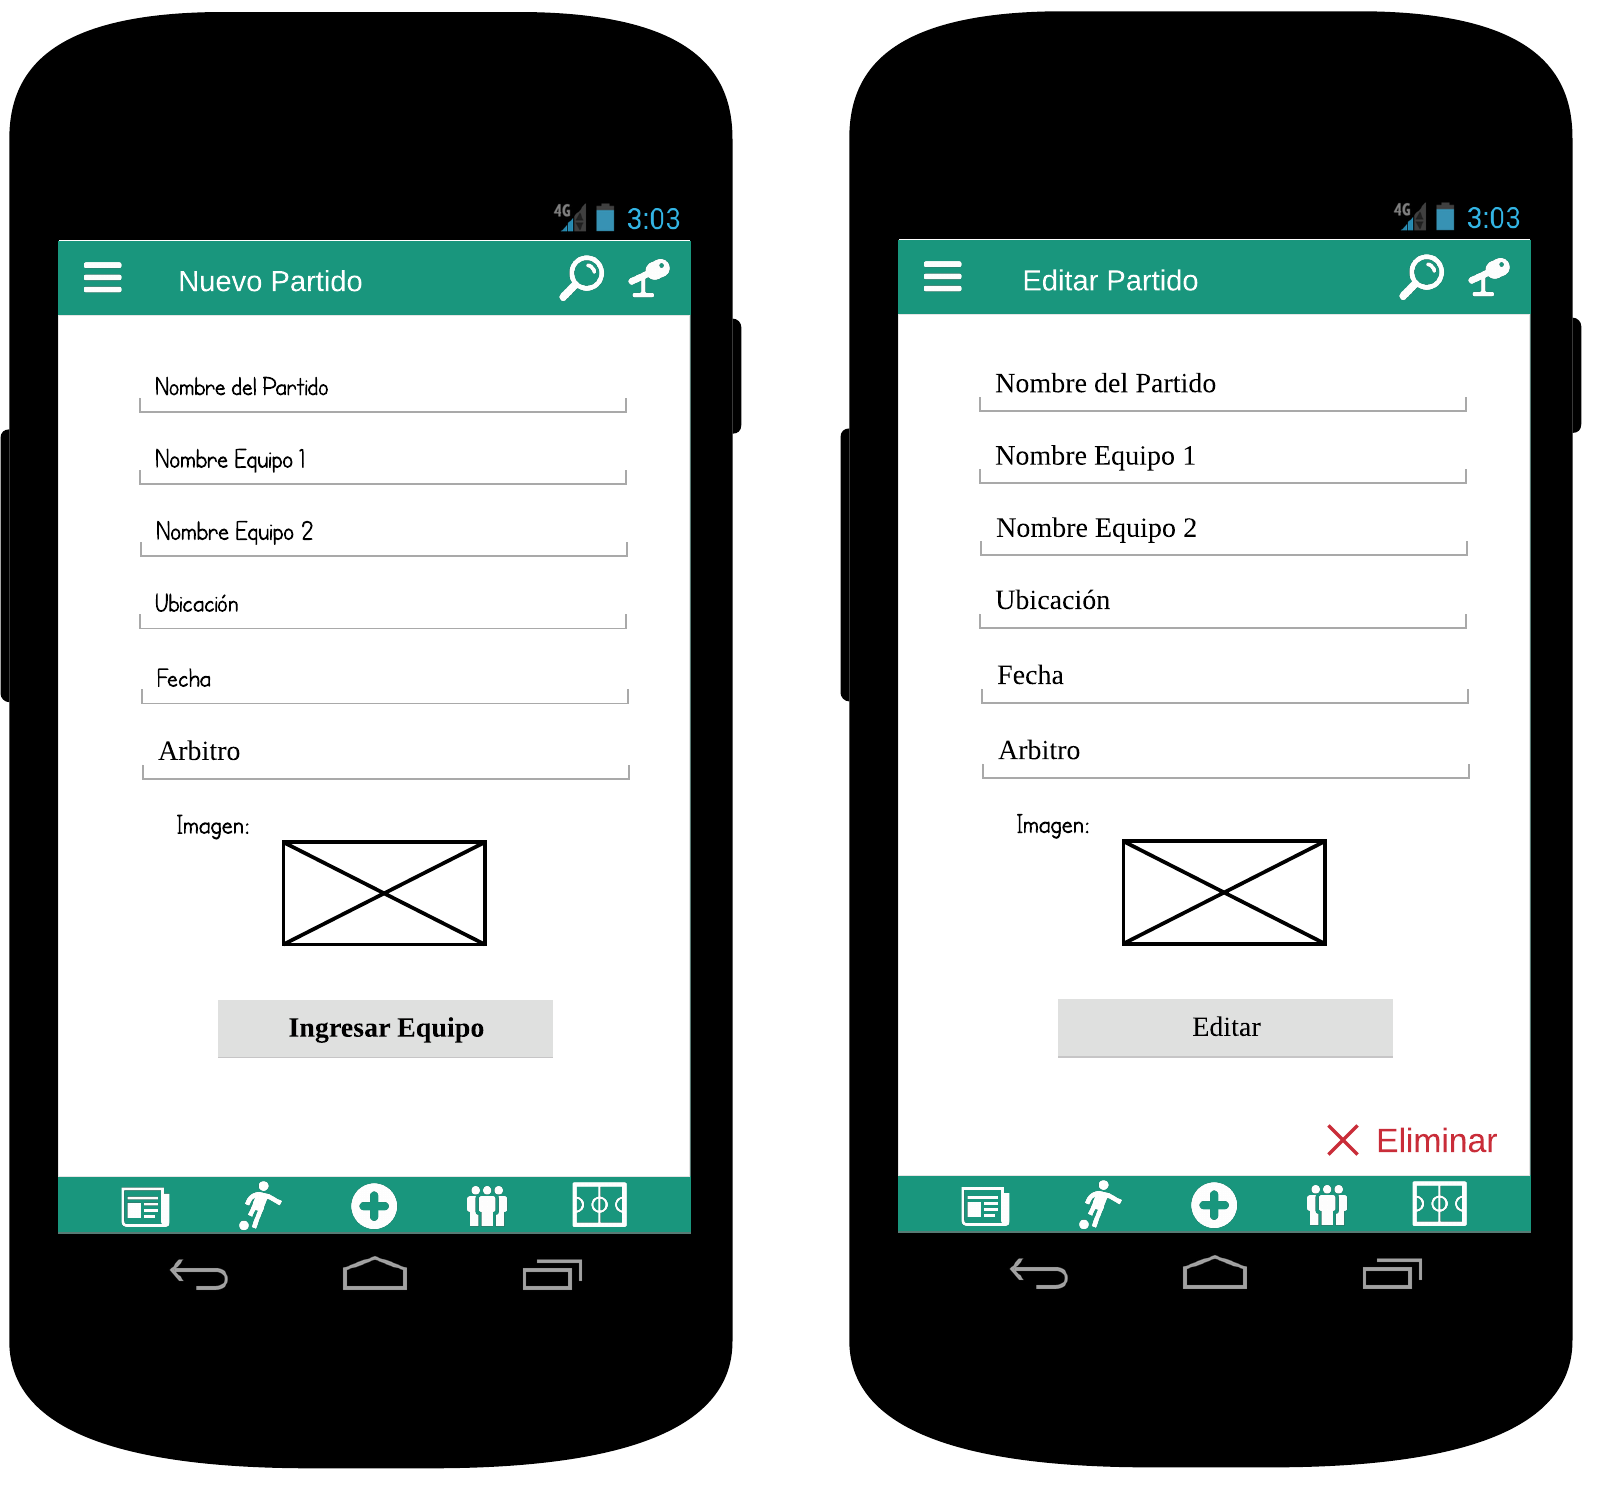 4G 3:03
Nuevo Partido
Nombre del Partido
Nombre Equipo 1
Nombre Equipo 2
Ubicación
Fecha
Arbitro
Imagen:
Ingresar Equipo
4G 3:03
Editar Partido
Nombre del Partido
Nombre Equipo 1
Nombre Equipo 2
Ubicación
Fecha
Arbitro
Imagen:
Editar
Eliminar